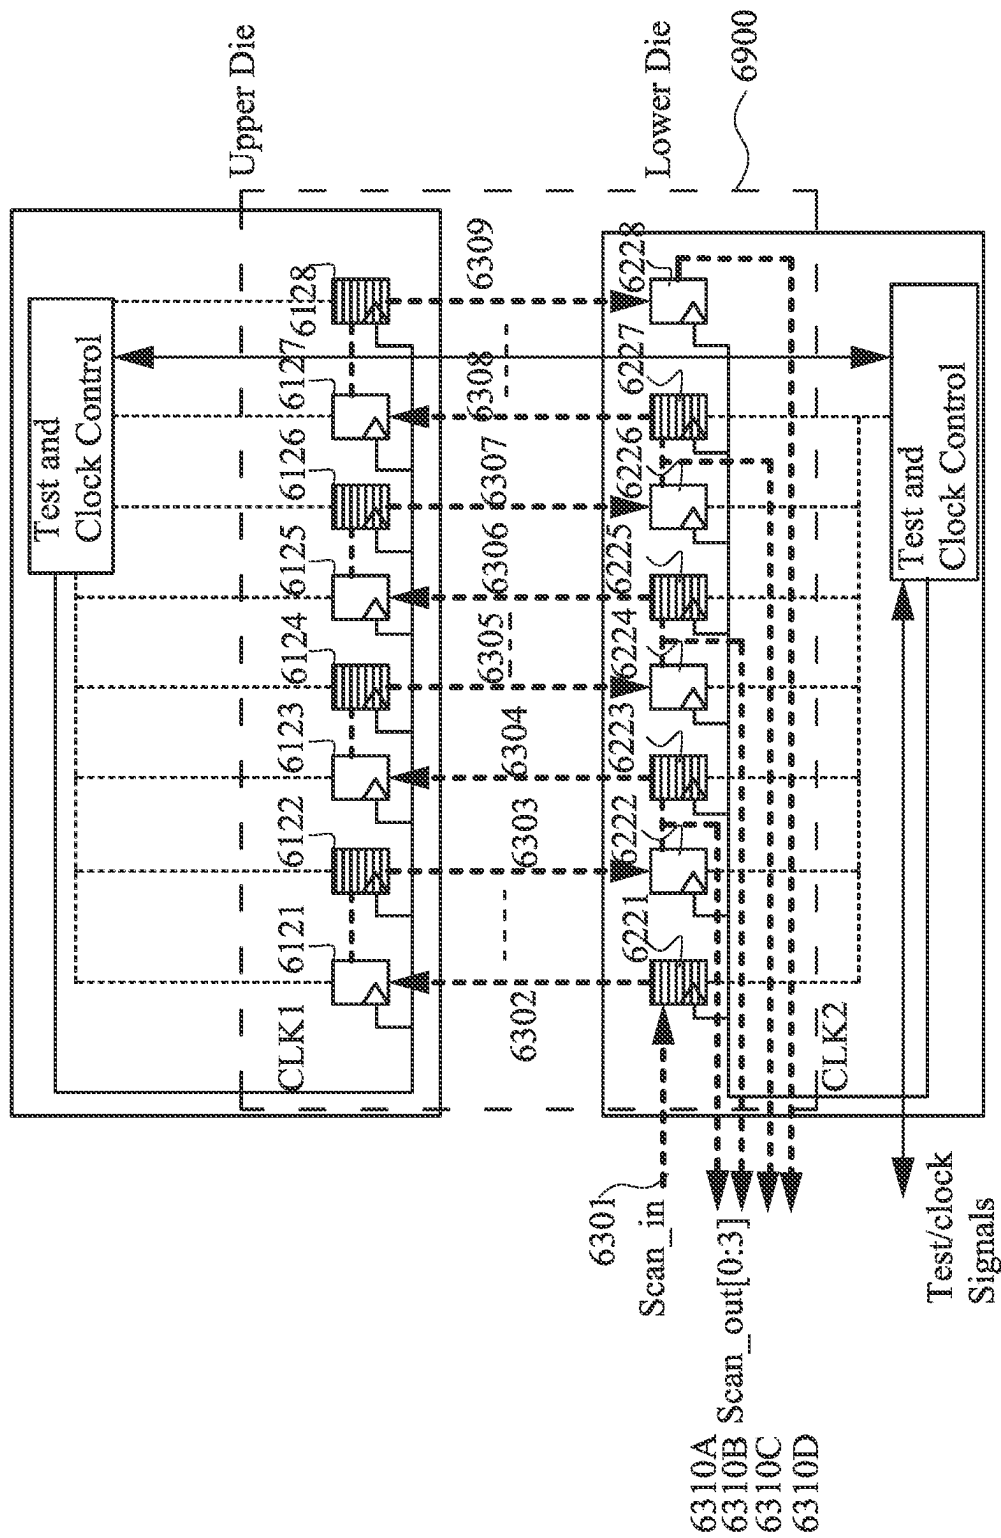 Upper Die
Lower Die
6900
Test and
Clock Control
6121
6122
6123
6124
6125
6126
6127
6128
CLK1
6302
6303
6304
6305
6306
6307
6308
6309
6221
6222
6223
6224
6225
6226
6227
6228
CLK2
Test and
Clock Control
6301
Scan_in
Scan_out[0:3]
6310A
6310B
6310C
6310D
Test/clock
Signals